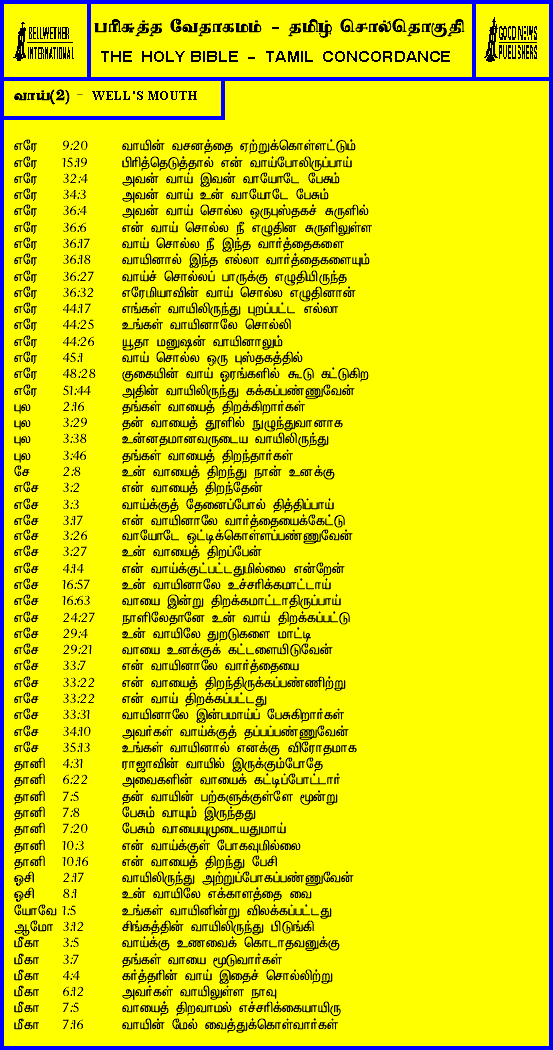 BELLWETHER
INTERNATIONAL
பரிசுத்த வேதாகமம் - தமிழ் சொல்தொகுதி
THE HOLY BIBLE - TAMIL CONCORDANCE
GOOD NEWS
PUBLISHERS
வாய்(2) - WELL'S MOUTH
எரே 9:20 வாயின் வசனத்தை ஏற்றுக்கொள்ளட்டும்
எரே 15:19 பிரித்தெடுத்தால் என் வாய்போலிருப்பாய்
எரே 32:4 அவன் வாய் இவன் வாயோடே பேசும்
எரே 34:3 அவன் வாய் உன் வாயோடே பேசும்
எரே 36:4 அவன் வாய் சொல்ல ஒருபுஸ்தகச் சுருளில்
எரே 36:6 என் வாய் சொல்ல நீ எழுதின சுருளிலுள்ள
எரே 36:17 வாய் சொல்ல நீ இந்த வார்த்தைகளை
எரே 36:18 வாயினால் இந்த எல்லா வார்த்தைகளையும்
எரே 36:27 வாய்ச் சொல்லப் பாருக்கு எழுதியிருந்த
எரே 36:32 எரேமியாவின் வாய் சொல்ல எழுதினான்
எரே 44:17 எங்கள் வாயிலிருந்து புறப்பட்ட எல்லா
எரே 44:25 உங்கள் வாயினாலே சொல்லி
எரே 44:26 யூதா மனுஷன் வாயினாலும்
எரே 45:1 வாய் சொல்ல ஒரு புஸ்தகத்தில்
எரே 48:28 குகையின் வாய் ஓரங்களில் கூடு கட்டுகிற
எரே 51:44 அதின் வாயிலிருந்து கக்கப்பண்ணுவேன்
புல 2:16 தங்கள் வாயைத் திறக்கிறார்கள்
புல 3:29 தன் வாயைத் தூளில் நுழுந்துவானாக
புல 3:38 உன்னதமானவருடைய வாயிலிருந்து
புல 3:46 தங்கள் வாயைத் திறந்தார்கள்
சே 2:8 உன் வாயைத் திறந்து நான் உனக்கு
எசே 3:2 என் வாயைத் திறந்தேன்
எசே 3:3 வாய்க்குத் தேனைப்போல் தித்திப்பாய்
எசே 3:17 என் வாயினாலே வார்த்தையைக்கேட்டு
எசே 3:26 வாயோடே ஒட்டிக்கொள்ளப்பண்ணுவேன்
எசே 3:27 உன் வாயைத் திறப்பேன்
எசே 4:14 என் வாய்க்குட்பட்டதுமில்லை என்றேன்
எசே 16:57 உன் வாயினாலே உச்சரிக்கமாட்டாய்
எசே 16:63 வாயை இன்று திறக்கமாட்டாதிருப்பாய்
எசே 24:27 நாளிலேதானே உன் வாய் திறக்கப்பட்டு
எசே 29:4 உன் வாயிலே துறடுகளை மாட்டி
எசே 29:21 வாயை உனக்குக் கட்டளையிடுவேன்
எசே 33:7 என் வாயினாலே வார்த்தையை
எசே 33:22 என் வாயைத் திறந்திருக்கப்பண்ணிற்று
எசே 33:22 என் வாய் திறக்கப்பட்டது
எசே 33:31 வாயினாலே இன்பமாய்ப் பேசுகிறார்கள்
எசே 34:10 அவர்கள் வாய்க்குத் தப்பப்பண்ணுவேன்
எசே 35:13 உங்கள் வாயினால் எனக்கு விரோதமாக
தானி 4:31 ராஜாவின் வாயில் இருக்கும்போதே
தானி 6:22 அவைகளின் வாயைக் கட்டிப்போட்டார்
தானி 7:5 தன் வாயின் பற்களுக்குள்ளே மூன்று
தானி 7:8 பேசும் வாயும் இருந்தது
தானி 7:20 பேசும் வாயையுமுடையதுமாய்
தானி 10:3 என் வாய்க்குள் போகவுமில்லை
தானி 10:16 என் வாயைத் திறந்து பேசி
ஓசி 2:17 வாயிலிருந்து அற்றுப்போகப்பண்ணுவேன்
ஓசி 8:1 உன் வாயிலே எக்காளத்தை வை
யோவே 1:5 உங்கள் வாயினின்று விலக்கப்பட்டது
ஆமோ 3:12 சிங்கத்தின் வாயிலிருந்து பிடுங்கி
மீகா 3:5 வாய்க்கு உணவைக் கொடாதவனுக்கு
மீகா 3:7 தங்கள் வாயை மூடுவார்கள்
மீகா 4:4 கர்த்தரின் வாய் இதைச் சொல்லிற்று
மீகா 6:12 அவர்கள் வாயிலுள்ள நாவு
மீகா 7:5 வாயைத் திறவாமல் எச்சரிக்கையாயிரு
மீகா 7:16 வாயின் மேல் வைத்துக்கொள்வார்கள்